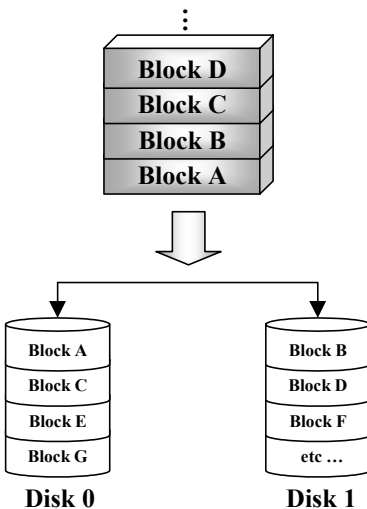 ⋮
Block D
Block C
Block B
Block A
Block A
Block C
Block E
Block G
Disk 0
Block B
Block D
Block F
etc ...
Disk 1